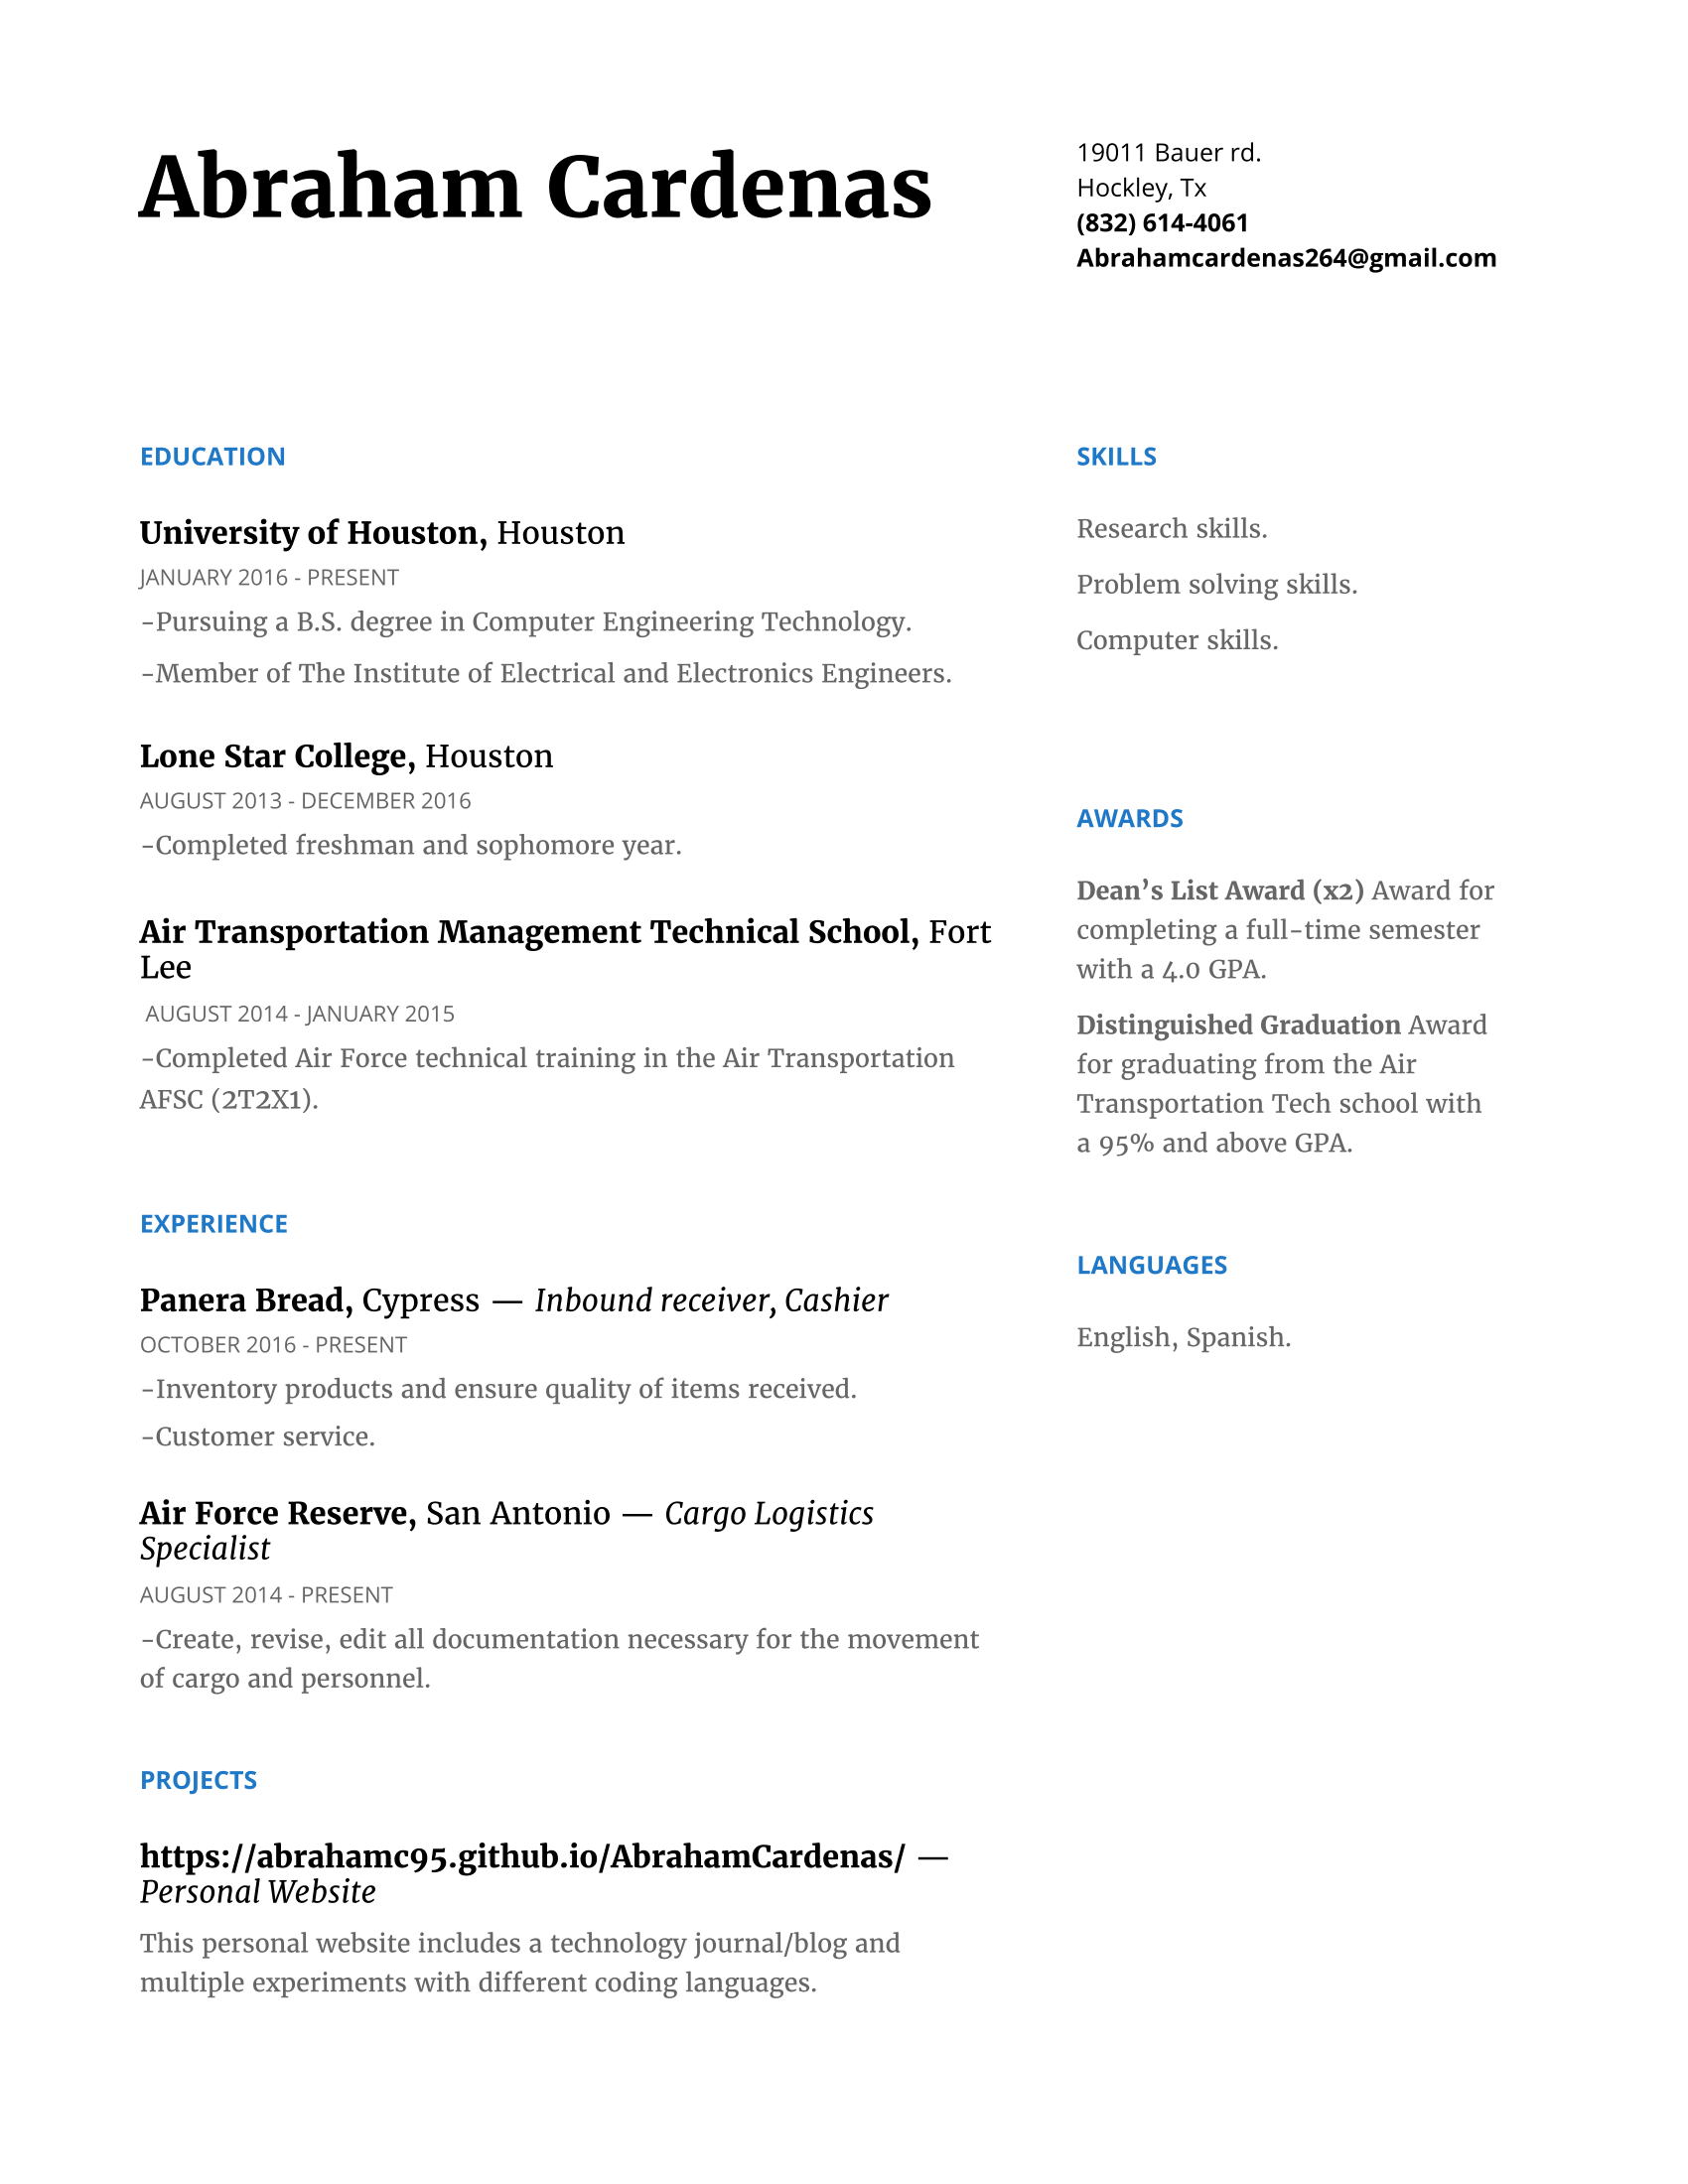 Abraham Cardenas
19011 Bauer rd.
Hockley, Tx
(832) 614-4061
Abrahamcardenas264@gmail.com
EDUCATION
University of Houston, Houston
JANUARY 2016 - PRESENT
-Pursuing a B.S. degree in Computer Engineering Technology.
-Member of The Institute of Electrical and Electronics Engineers.
Lone Star College, Houston
AUGUST 2013 - DECEMBER 2016
-Completed freshman and sophomore year.
Air Transportation Management Technical School, Fort
Lee
AUGUST 2014 - JANUARY 2015
-Completed Air Force technical training in the Air Transportation
AFSC (2T2X1).
EXPERIENCE
Panera Bread, Cypress — Inbound receiver, Cashier
OCTOBER 2016 - PRESENT
-Inventory products and ensure quality of items received.
-Customer service.
Air Force Reserve, San Antonio — Cargo Logistics
Specialist
AUGUST 2014 - PRESENT
-Create, revise, edit all documentation necessary for the movement
of cargo and personnel.
PROJECTS
https://abrahamc95.github.io/AbrahamCardenas/ —
Personal Website
This personal website includes a technology journal/blog and
multiple experiments with different coding languages.
SKILLS
Research skills.
Problem solving skills.
Computer skills.
AWARDS
Dean’s List Award (x2) Award for
completing a full-time semester
with a 4.0 GPA.
Distinguished Graduation Award
for graduating from the Air
Transportation Tech school with
a 95% and above GPA.
LANGUAGES
English, Spanish.